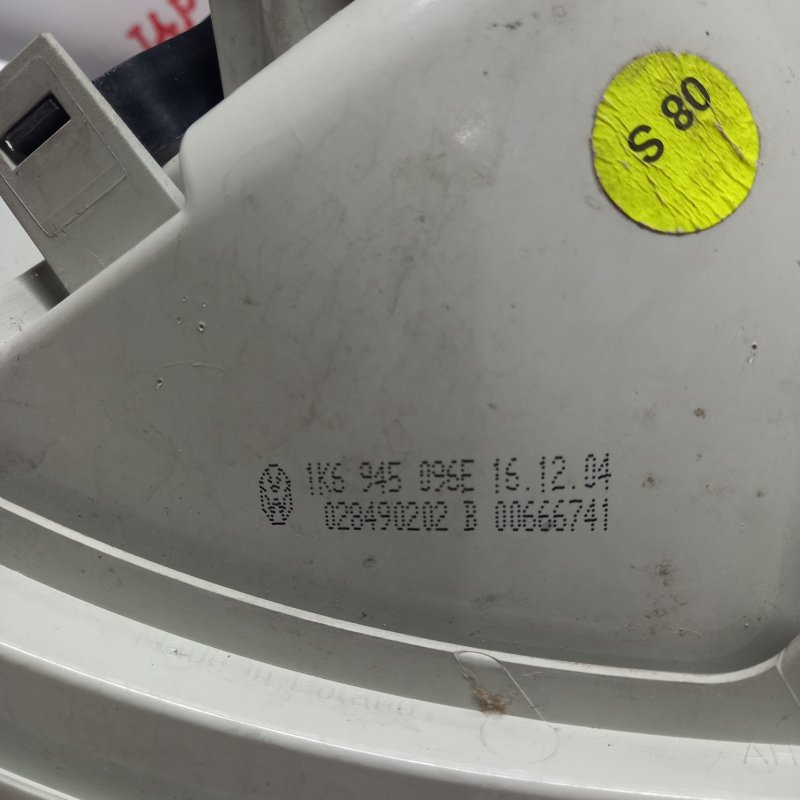 S 80
1K6 945 096E 16.12.04
028490202 B 00666741
Made in Poland